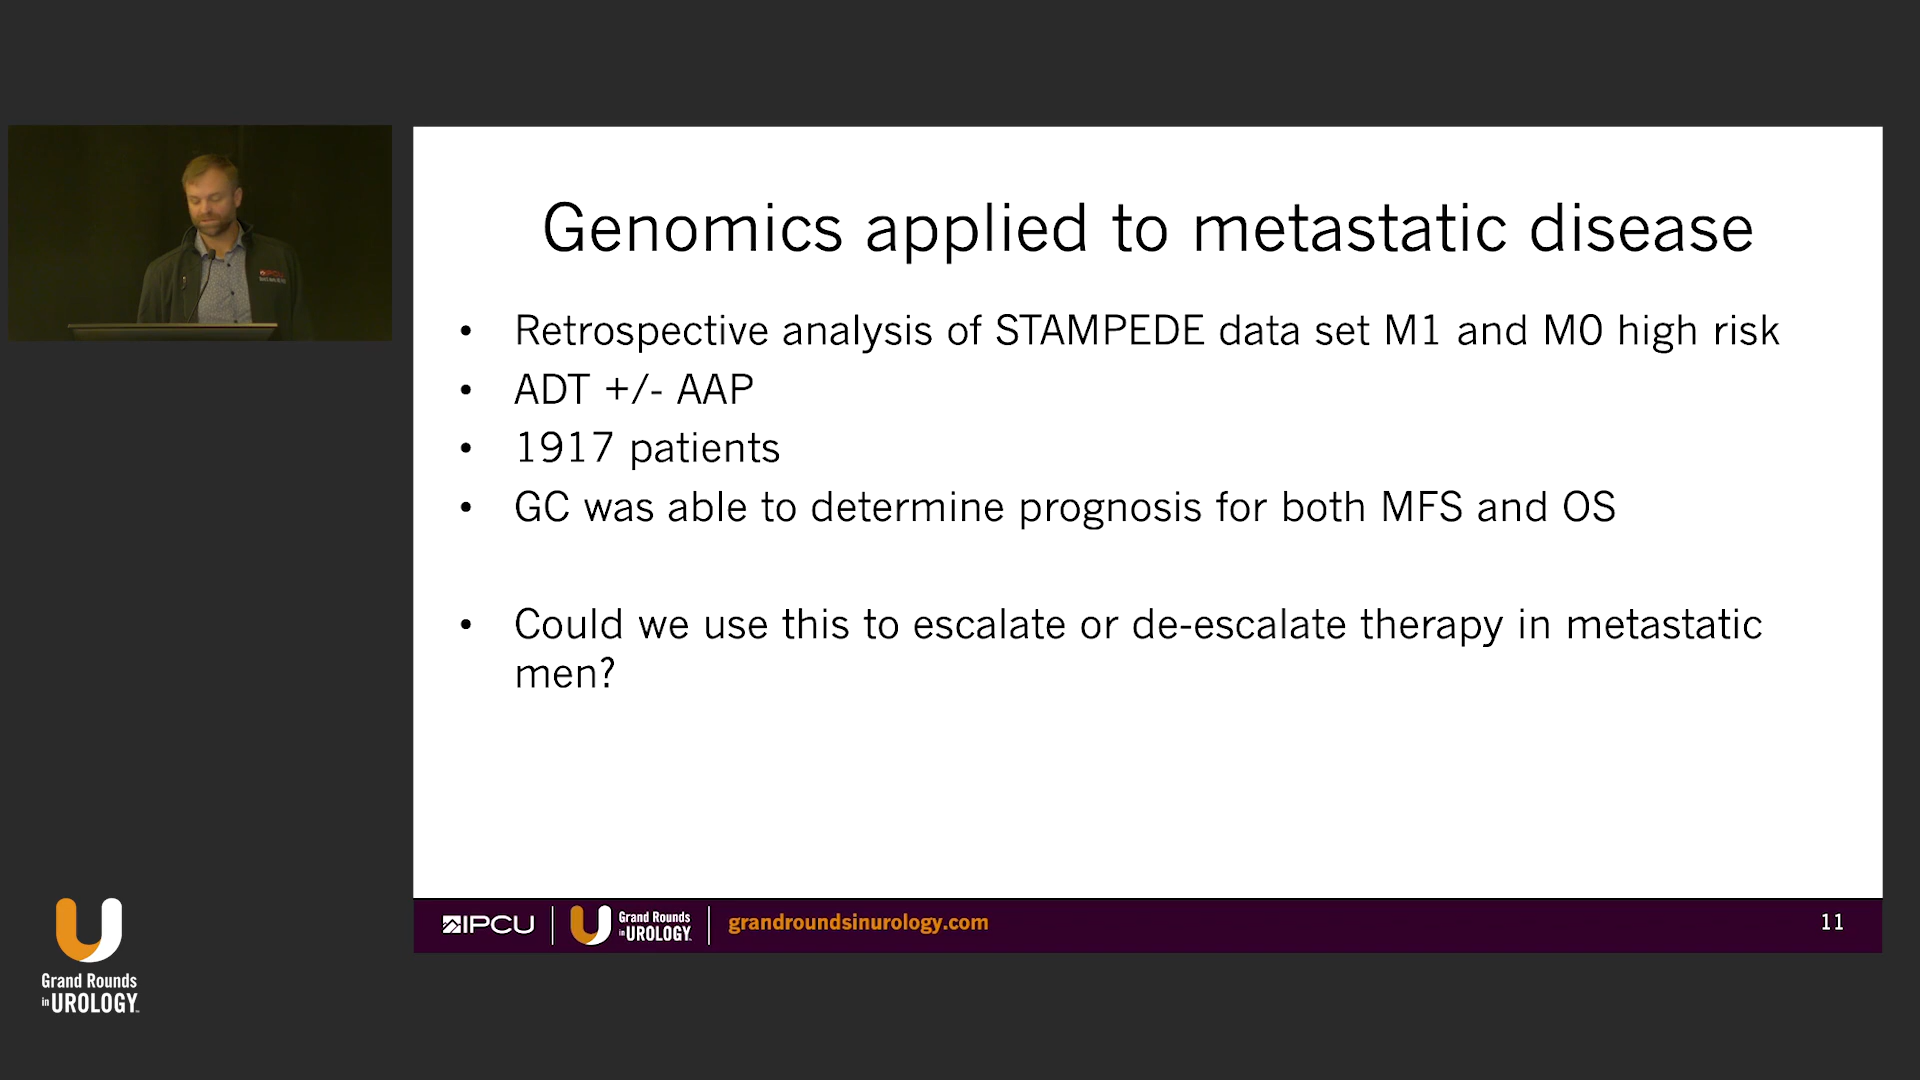 Genomics applied to metastatic disease
• Retrospective analysis of STAMPEDE data set M1 and M0 high risk
• ADT +/- AAP
• 1917 patients
• GC was able to determine prognosis for both MFS and OS
• Could we use this to escalate or de-escalate therapy in metastatic
men?
IPCU
Grand Rounds
in UROLOGY
grandroundsinurology.com
11
Grand Rounds
in UROLOGY